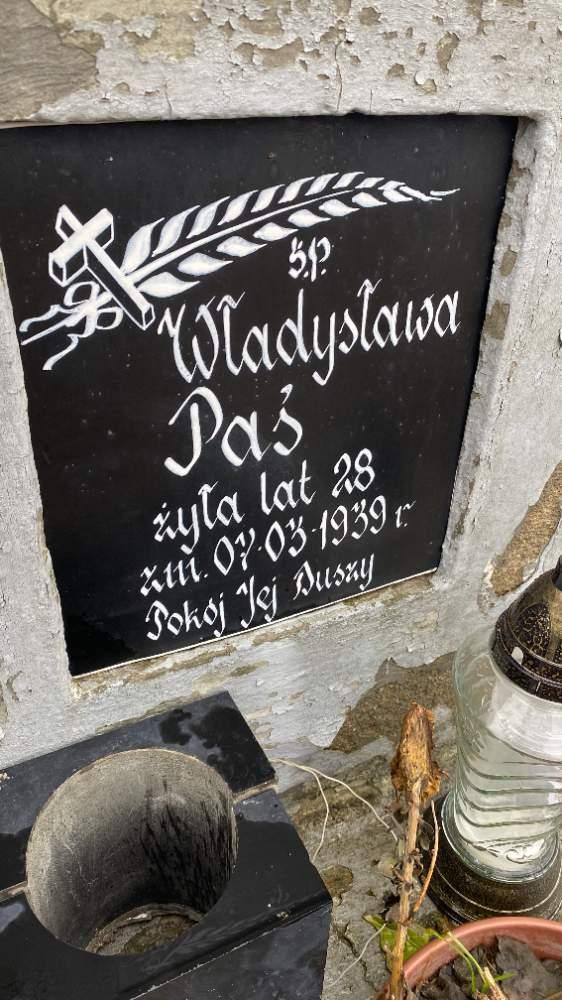 ś.p.
Władysława
Paś
żyła lat 28
zm. 07.03.1939 r.
Pokój Jej Duszy